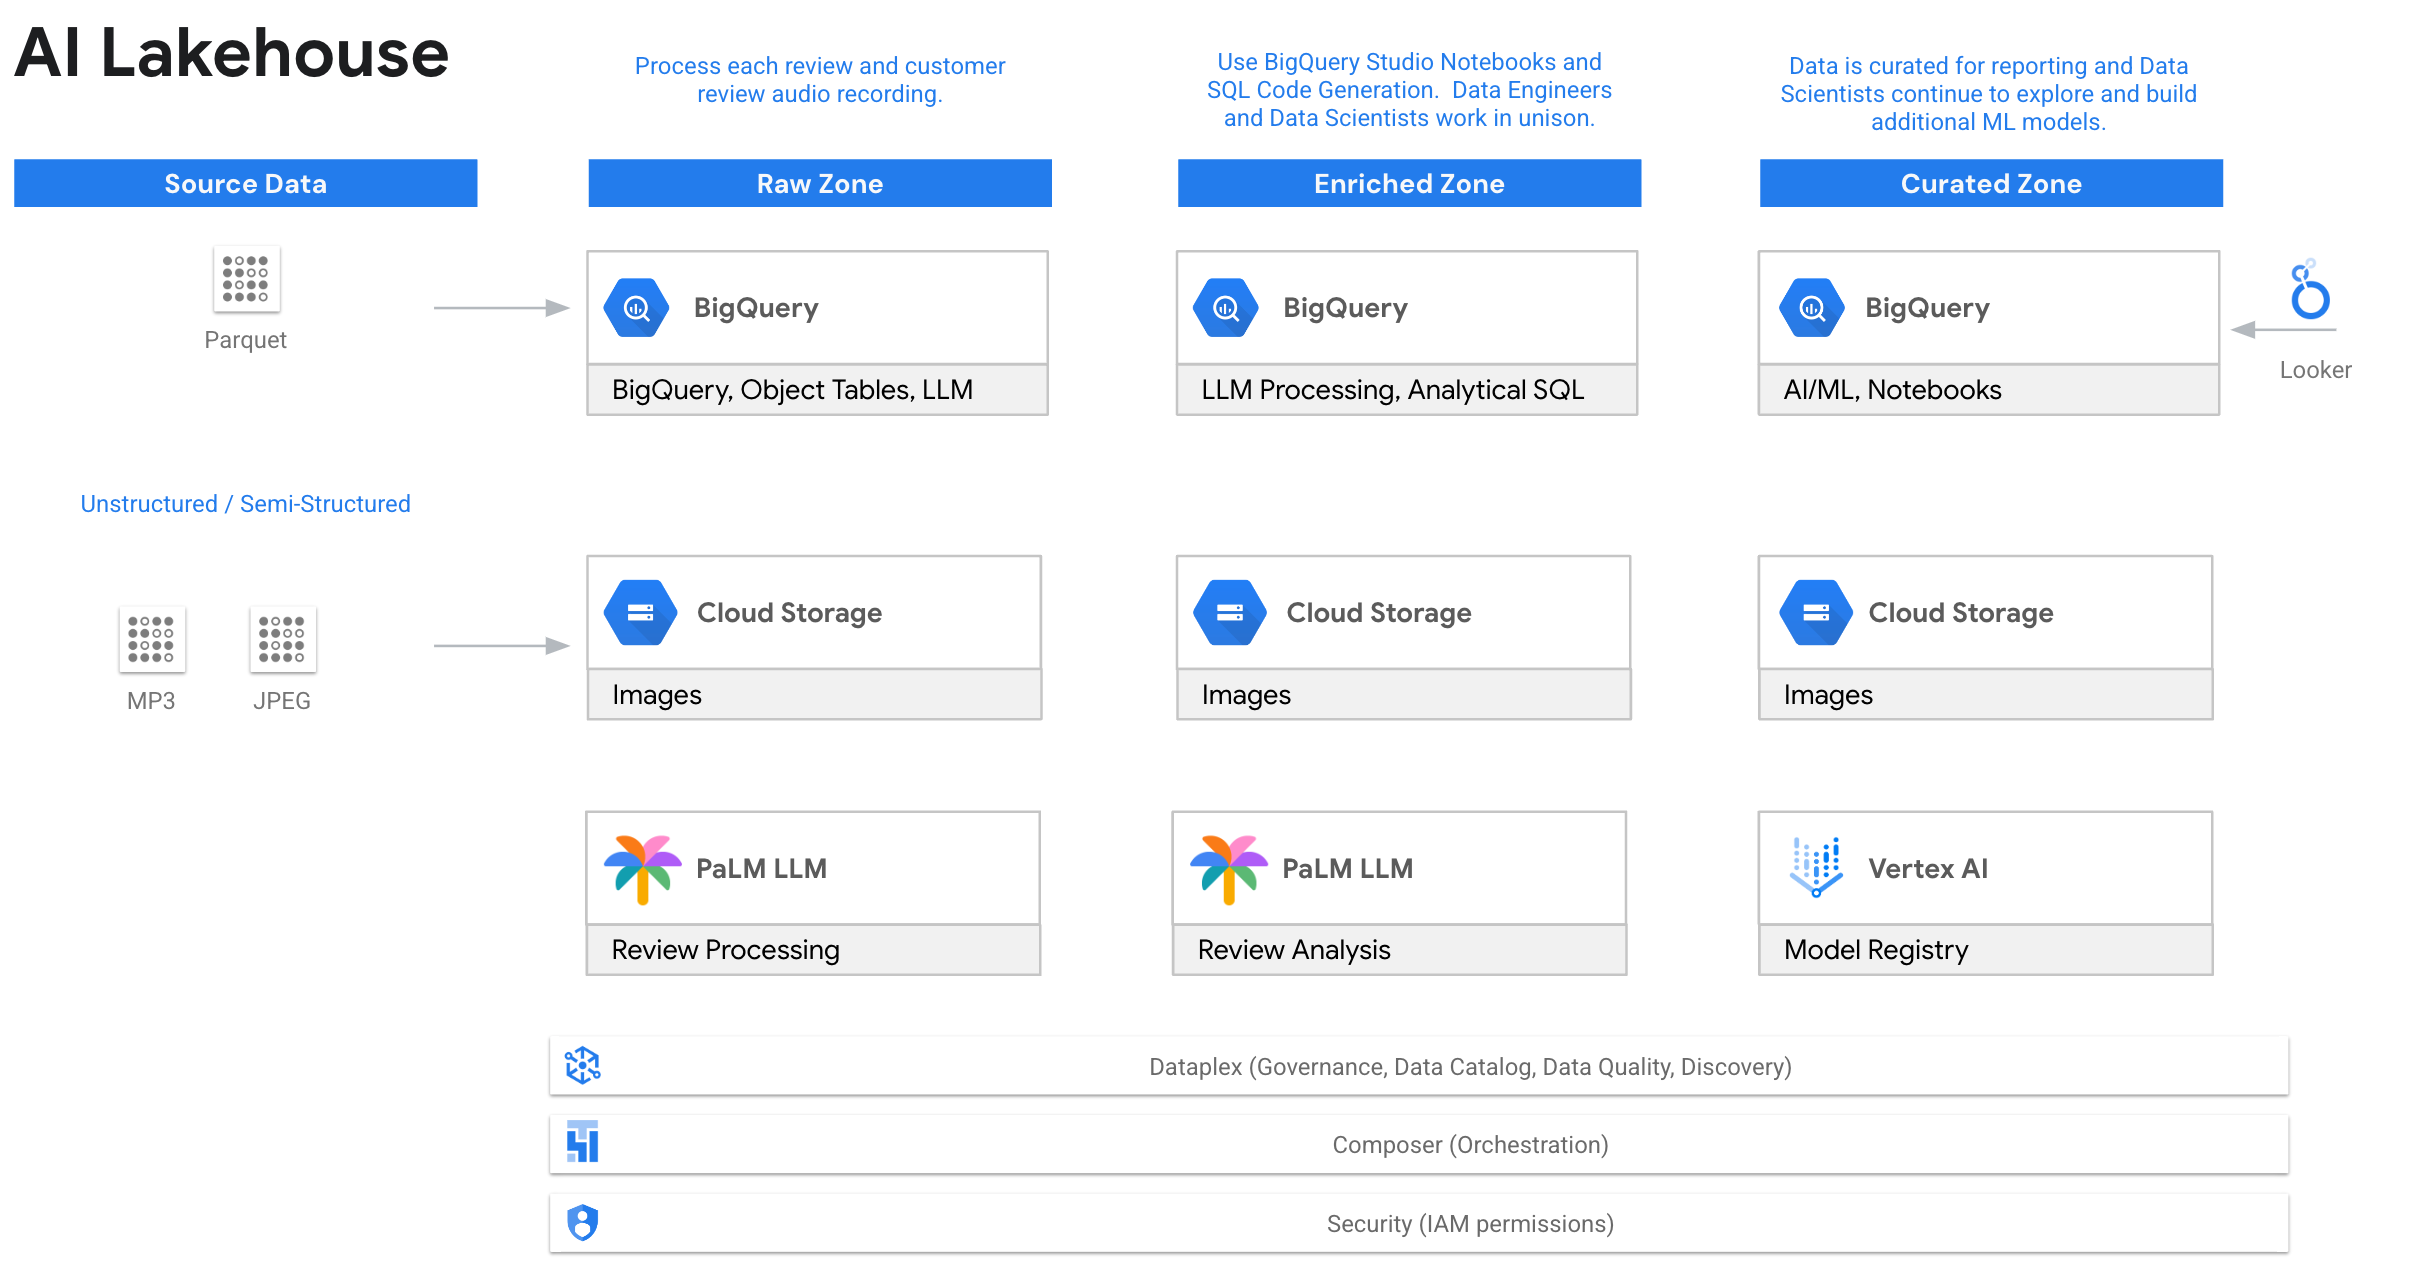 AI Lakehouse
Process each review and customer
review audio recording.
Use BigQuery Studio Notebooks and
SQL Code Generation.  Data Engineers
and Data Scientists work in unison.
Data is curated for reporting and Data
Scientists continue to explore and build
additional ML models.
Source Data
Raw Zone
Enriched Zone
Curated Zone
Parquet
BigQuery
BigQuery, Object Tables, LLM
BigQuery
LLM Processing, Analytical SQL
BigQuery
AI/ML, Notebooks
Looker
Unstructured / Semi-Structured
MP3
JPEG
Cloud Storage
Images
Cloud Storage
Images
Cloud Storage
Images
PaLM LLM
Review Processing
PaLM LLM
Review Analysis
Vertex AI
Model Registry
Dataplex (Governance, Data Catalog, Data Quality, Discovery)
Composer (Orchestration)
Security (IAM permissions)